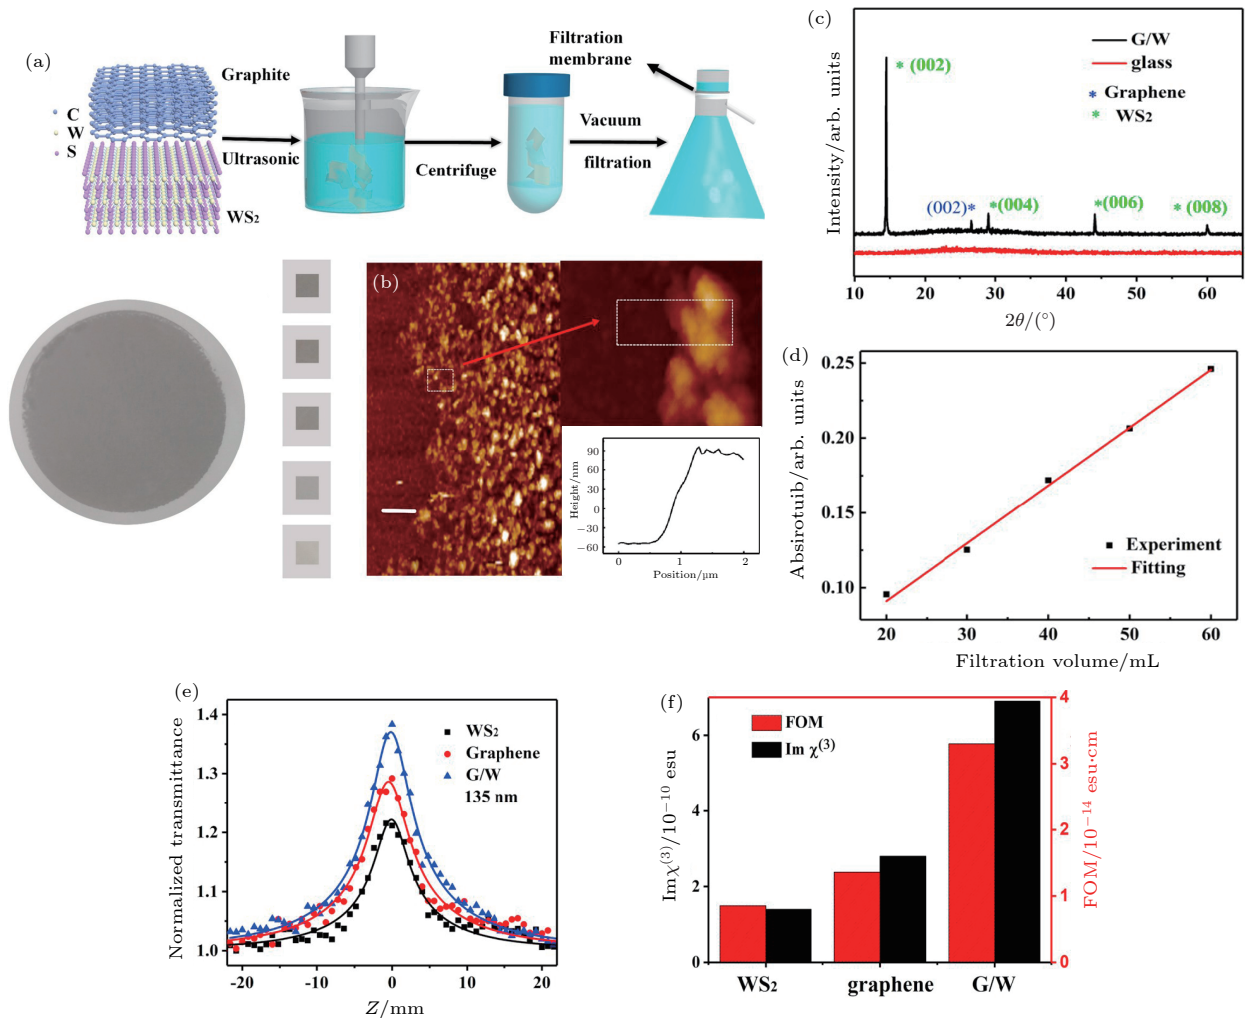 (a)
C
W
S
Graphite
Ultrasonic
WS₂
Centrifuge
Filtration
membrane
Vacuum
filtration
(b)
Height/nm
90
60
30
0
−30
−60
0
1
2
Position/μm
(c)
Intensity/arb. units
G/W
glass
* Graphene
* WS₂
* (002)
(002)*
*(004)
*(006)
* (008)
10
20
30
40
50
60
2θ/(°)
(d)
Absirotuib/arb. units
0.25
0.20
0.15
0.10
Experiment
Fitting
20
30
40
50
60
Filtration volume/mL
(e)
Normalized transmittance
1.4
1.3
1.2
1.1
1.0
WS₂
Graphene
G/W
135 nm
-20
-10
0
10
20
Z/mm
(f)
Imχ⁽³⁾/10⁻¹⁰ esu
6
4
2
0
FOM
Im χ⁽³⁾
WS₂
graphene
G/W
4
3
2
1
0
FOM/10⁻¹⁴ esu·cm